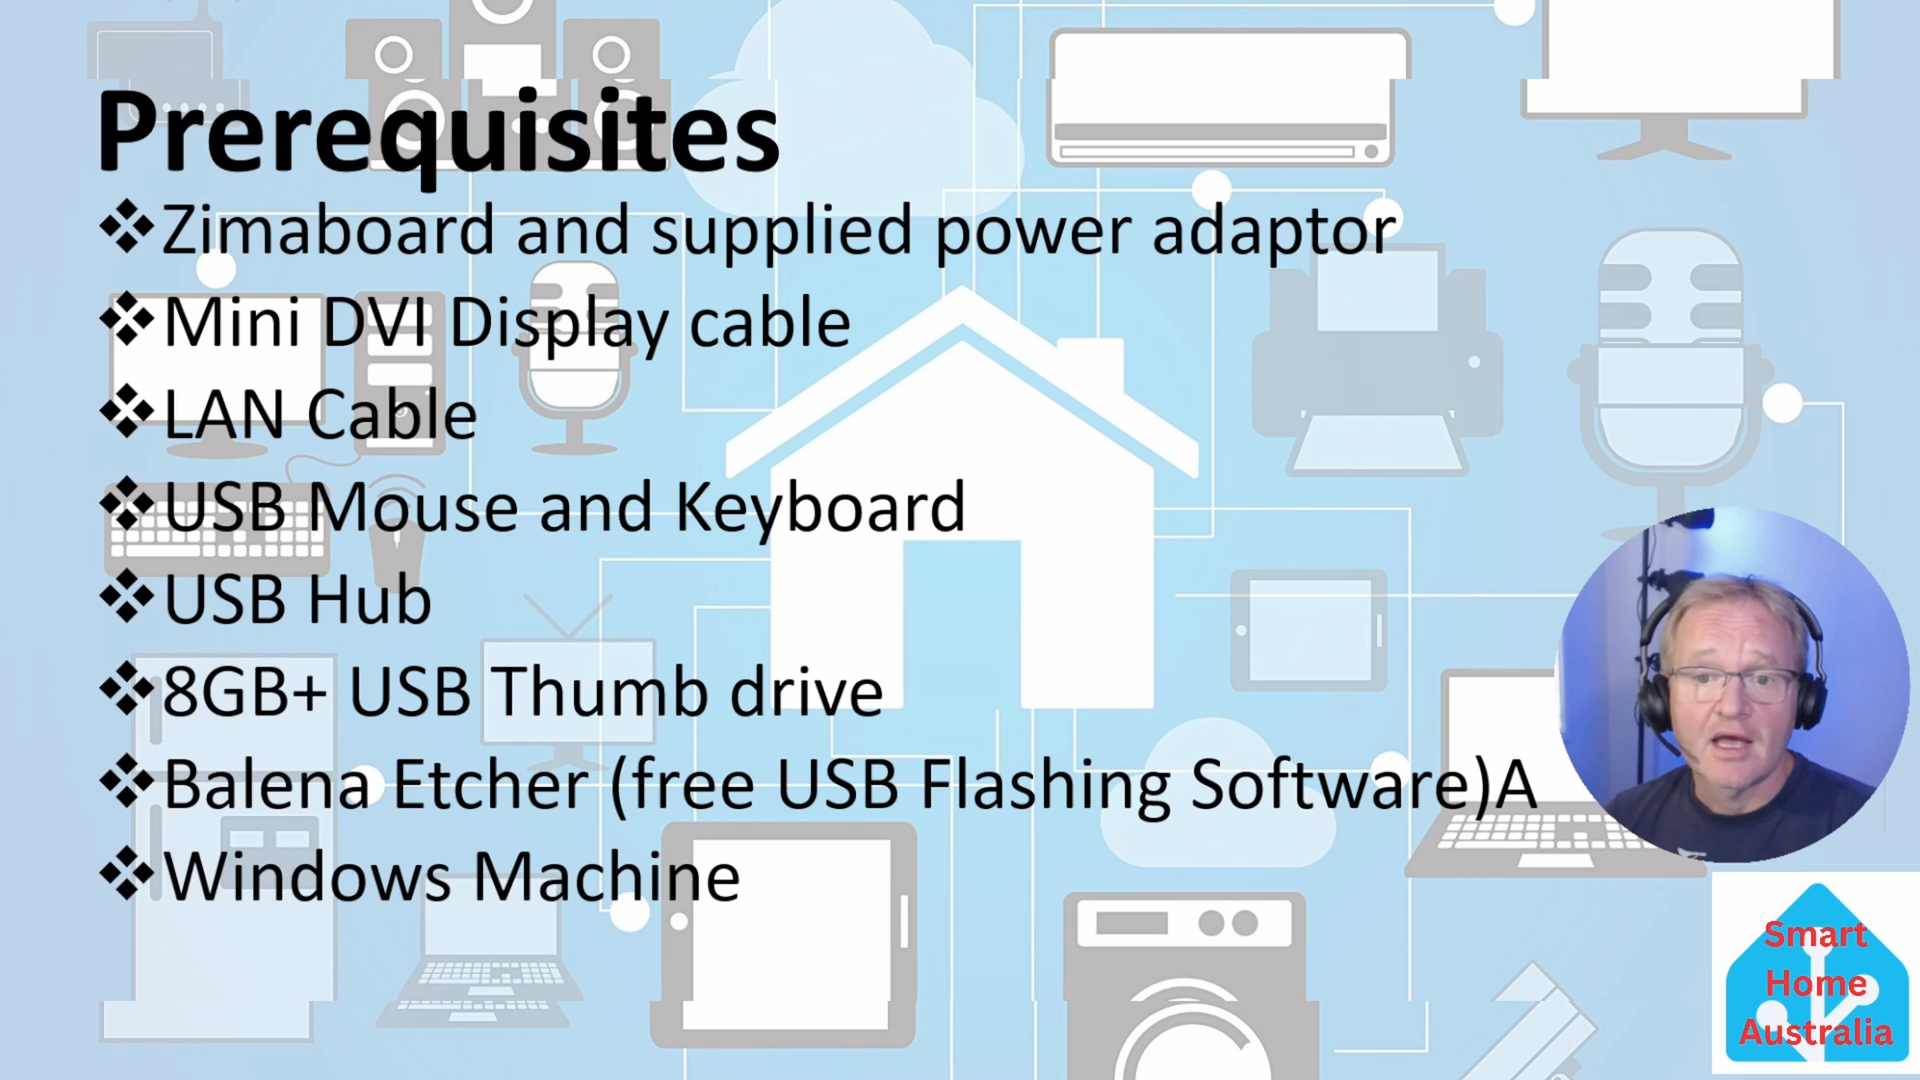 Prerequisites
❖Zimaboard and supplied power adaptor
❖Mini DVI Display cable
❖LAN Cable
❖USB Mouse and Keyboard
❖USB Hub
❖8GB+ USB Thumb drive
❖Balena Etcher (free USB Flashing Software)A
❖Windows Machine
Smart
Home
Australia